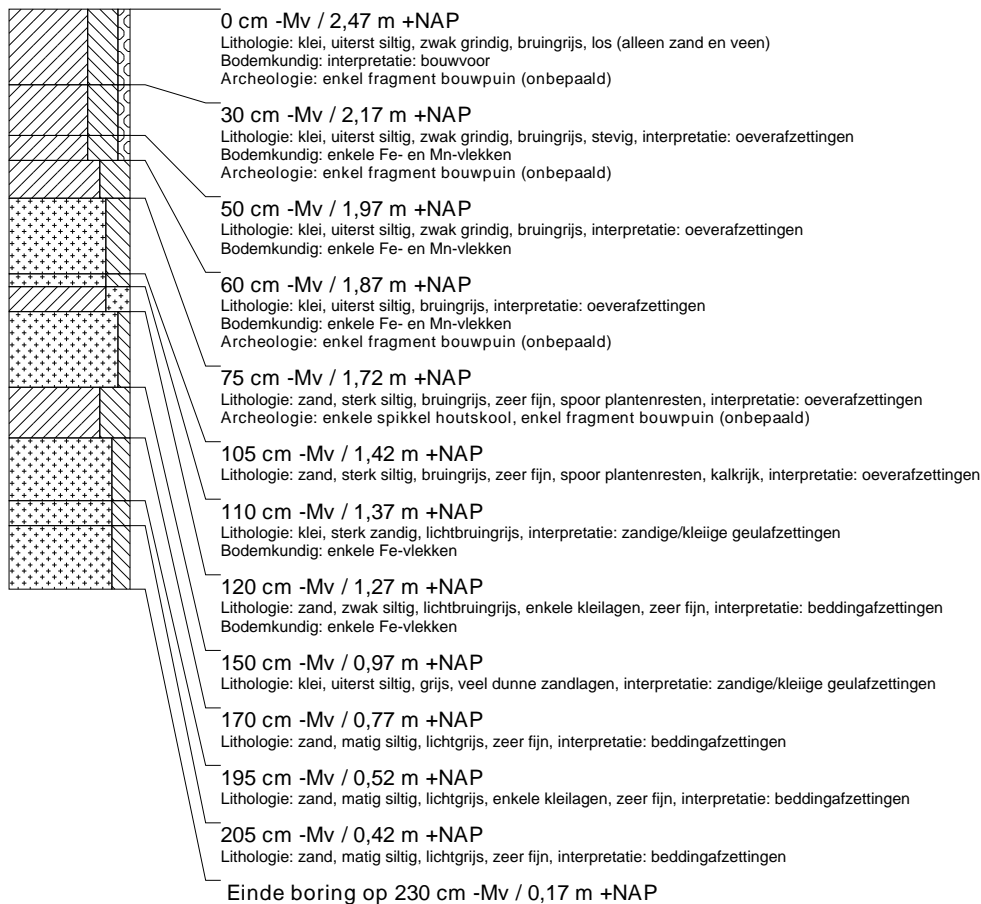 0 cm -Mv / 2,47 m +NAP
Lithologie: klei, uiterst siltig, zwak grindig, bruingrijs, los (alleen zand en veen)
Bodemkundig: interpretatie: bouwvoor
Archeologie: enkel fragment bouwpuin (onbepaald)
30 cm -Mv / 2,17 m +NAP
Lithologie: klei, uiterst siltig, zwak grindig, bruingrijs, stevig, interpretatie: oeverafzettingen
Bodemkundig: enkele Fe- en Mn-vlekken
Archeologie: enkel fragment bouwpuin (onbepaald)
50 cm -Mv / 1,97 m +NAP
Lithologie: klei, uiterst siltig, zwak grindig, bruingrijs, interpretatie: oeverafzettingen
Bodemkundig: enkele Fe- en Mn-vlekken
60 cm -Mv / 1,87 m +NAP
Lithologie: klei, uiterst siltig, bruingrijs, interpretatie: oeverafzettingen
Bodemkundig: enkele Fe- en Mn-vlekken
Archeologie: enkel fragment bouwpuin (onbepaald)
75 cm -Mv / 1,72 m +NAP
Lithologie: zand, sterk siltig, bruingrijs, zeer fijn, spoor plantenresten, interpretatie: oeverafzettingen
Archeologie: enkele spikkel houtskool, enkel fragment bouwpuin (onbepaald)
105 cm -Mv / 1,42 m +NAP
Lithologie: zand, sterk siltig, bruingrijs, zeer fijn, spoor plantenresten, kalkrijk, interpretatie: oeverafzettingen
110 cm -Mv / 1,37 m +NAP
Lithologie: klei, sterk zandig, lichtbruingrijs, interpretatie: zandige/kleiige geulafzettingen
Bodemkundig: enkele Fe-vlekken
120 cm -Mv / 1,27 m +NAP
Lithologie: zand, zwak siltig, lichtbruingrijs, enkele kleilagen, zeer fijn, interpretatie: beddingafzettingen
Bodemkundig: enkele Fe-vlekken
150 cm -Mv / 0,97 m +NAP
Lithologie: klei, uiterst siltig, grijs, veel dunne zandlagen, interpretatie: zandige/kleiige geulafzettingen
170 cm -Mv / 0,77 m +NAP
Lithologie: zand, matig siltig, lichtgrijs, zeer fijn, interpretatie: beddingafzettingen
195 cm -Mv / 0,52 m +NAP
Lithologie: zand, matig siltig, lichtgrijs, enkele kleilagen, zeer fijn, interpretatie: beddingafzettingen
205 cm -Mv / 0,42 m +NAP
Lithologie: zand, matig siltig, lichtgrijs, zeer fijn, interpretatie: beddingafzettingen
Einde boring op 230 cm -Mv / 0,17 m +NAP